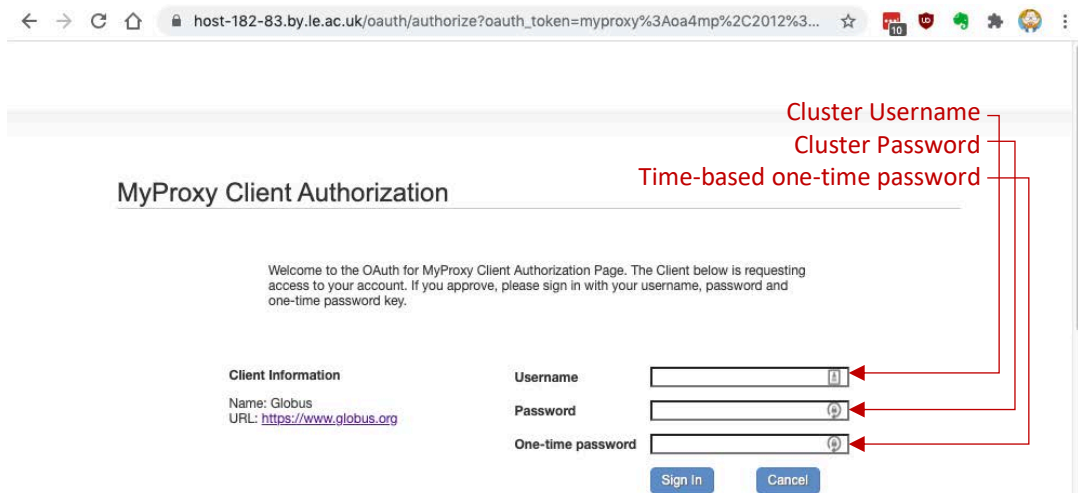 host-182-83.by.le.ac.uk/oauth/authorize?oauth_token=myproxy%3Aoa4mp%2C2012%3...
10
Cluster Username
Cluster Password
Time-based one-time password
MyProxy Client Authorization
Welcome to the OAuth for MyProxy Client Authorization Page. The Client below is requesting
access to your account. If you approve, please sign in with your username, password and
one-time password key.
Client Information
Name: Globus
URL: https://www.globus.org
Username
Password
One-time password
Sign In
Cancel